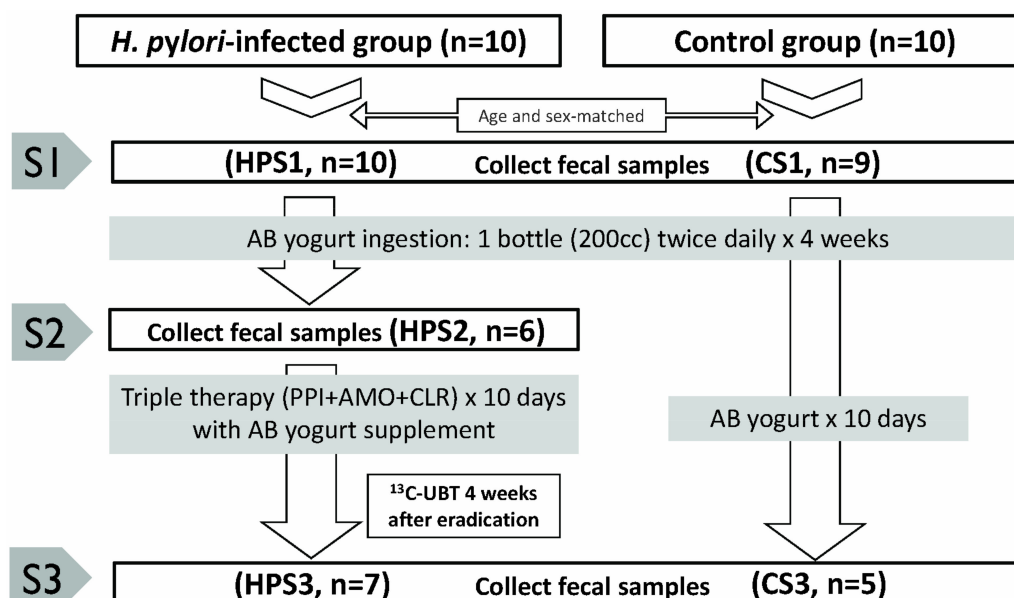 H. pylori-infected group (n=10)
Control group (n=10)
Age and sex-matched
S1
(HPS1, n=10) Collect fecal samples (CS1, n=9)
AB yogurt ingestion: 1 bottle (200cc) twice daily x 4 weeks
S2
Collect fecal samples (HPS2, n=6)
Triple therapy (PPI+AMO+CLR) x 10 days
with AB yogurt supplement
AB yogurt x 10 days
¹³C-UBT 4 weeks
after eradication
S3
(HPS3, n=7) Collect fecal samples (CS3, n=5)